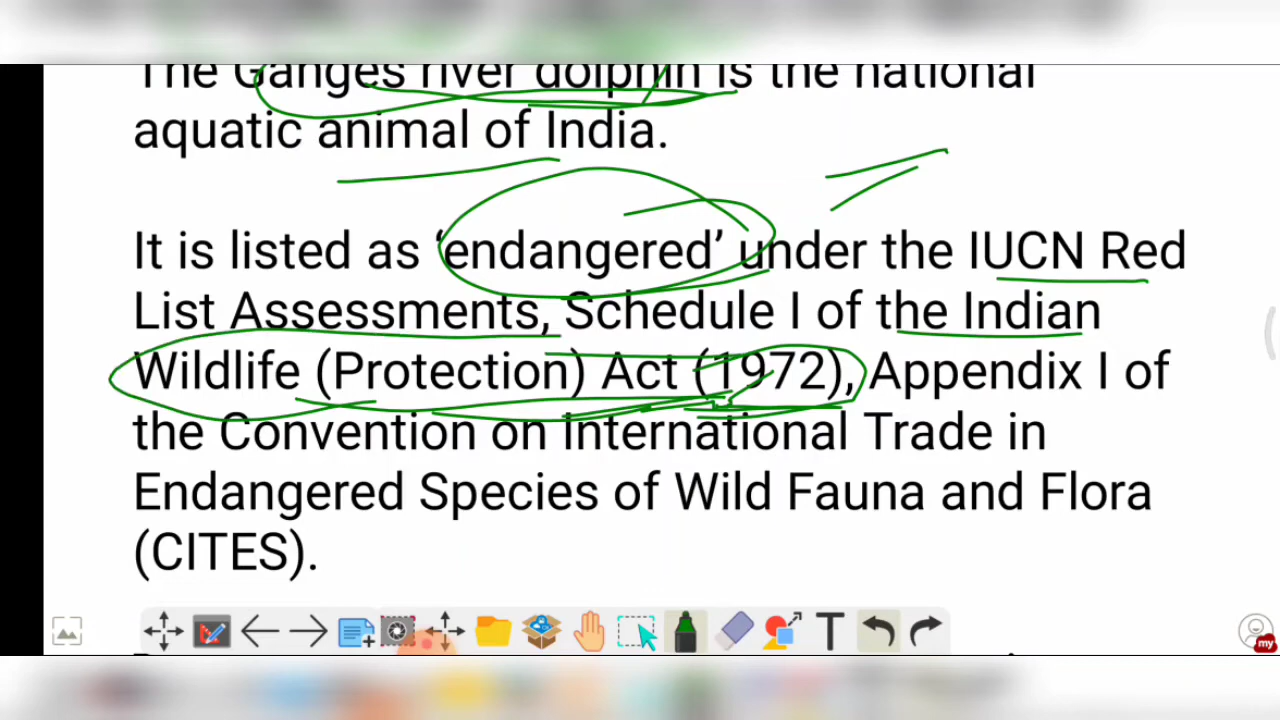 The Ganges river dolphin is the national
aquatic animal of India.
It is listed as ‘endangered’ under the IUCN Red
List Assessments, Schedule I of the Indian
Wildlife (Protection) Act (1972), Appendix I of
the Convention on International Trade in
Endangered Species of Wild Fauna and Flora
(CITES).
T
my